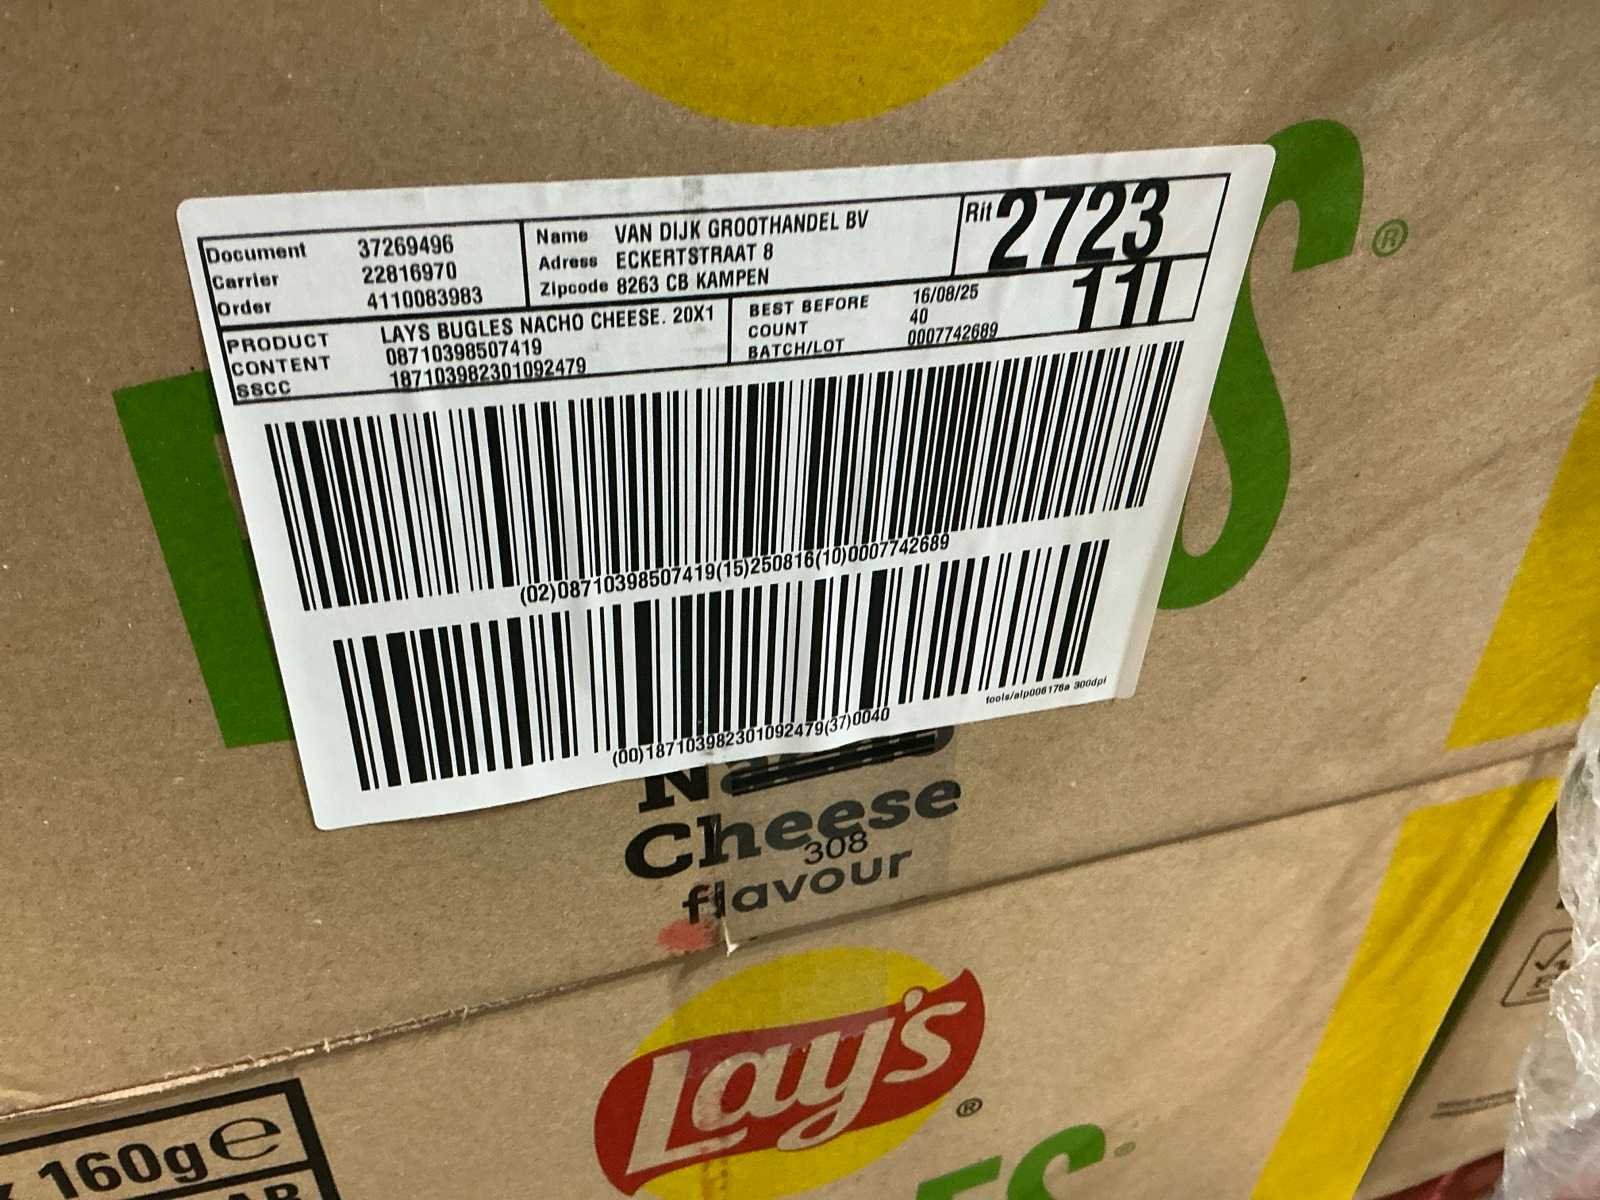 Document 37269496
Carrier 22816970
Order 4110083983
Name VAN DIJK GROOTHANDEL BV
Adress ECKERTSTRAAT 8
Zipcode 8263 CB KAMPEN
Rit 2723
PRODUCT LAYS BUGLES NACHO CHEESE. 20X1
CONTENT 08710398507419
SSCC 187103982301092479
BEST BEFORE 16/08/25
COUNT 40
BATCH/LOT 0007742689
(02)08710398507419(15)250816(10)0007742689
(00)187103982301092479(37)0040
tools/alp006176a 300dpi
S®
Cheese
308
flavour
Lay's
®
160g e
ES